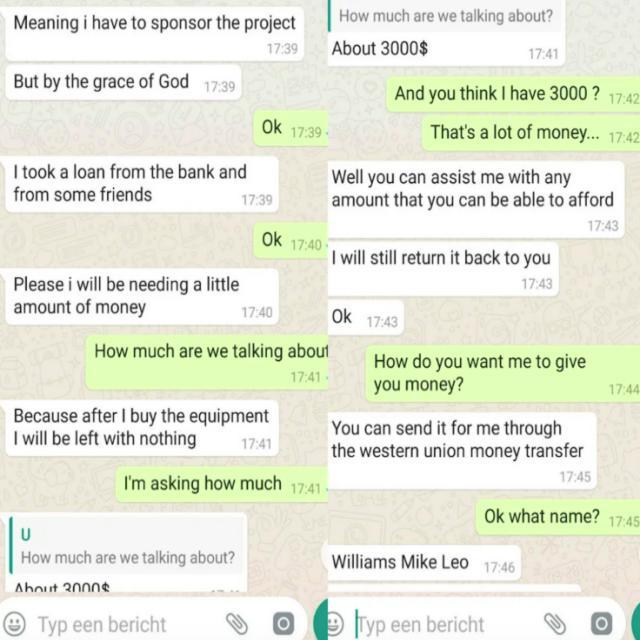 Meaning i have to sponsor the project
17:39
But by the grace of God 17:39
Ok 17:39
I took a loan from the bank and
from some friends 17:39
Ok 17:40
Please i will be needing a little
amount of money 17:40
How much are we talking about
17:41
Because after I buy the equipment
I will be left with nothing 17:41
I'm asking how much 17:41
U
How much are we talking about?
About 3000$
Typ een bericht
How much are we talking about?
About 3000$ 17:41
And you think I have 3000 ? 17:42
That's a lot of money... 17:42
Well you can assist me with any
amount that you can be able to afford
17:43
I will still return it back to you
17:43
Ok 17:43
How do you want me to give
you money? 17:44
You can send it for me through
the western union money transfer
17:45
Ok what name? 17:45
Williams Mike Leo 17:46
Typ een bericht